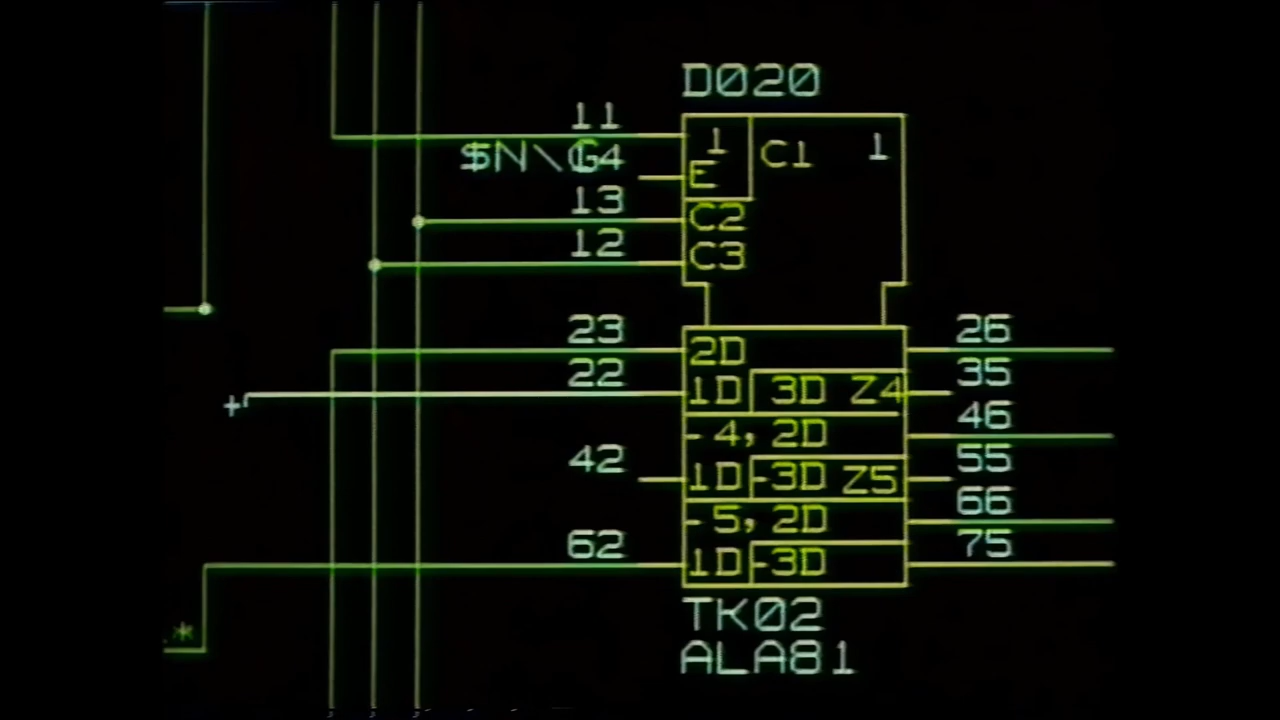 D020
11
1 C1 1
$N\G4
E
13
C2
12
C3
23 2D 26
22 1D 3D Z4 35
+
-4, 2D 46
42 1D -3D Z5 55
-5, 2D 66
62 1D -3D 75
*
TK02
ALA81